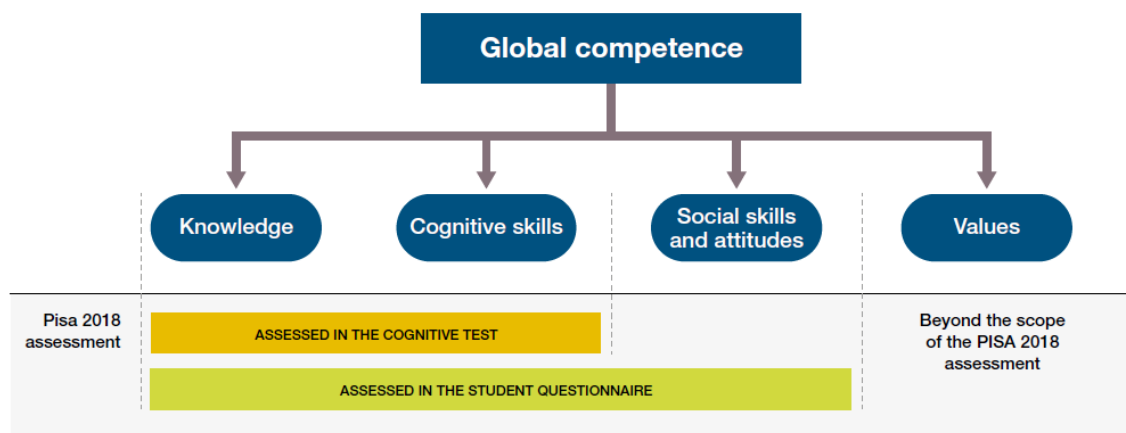 Global competence
Knowledge
Cognitive skills
Social skills
and attitudes
Values
Pisa 2018
assessment
ASSESSED IN THE COGNITIVE TEST
ASSESSED IN THE STUDENT QUESTIONNAIRE
Beyond the scope
of the PISA 2018
assessment